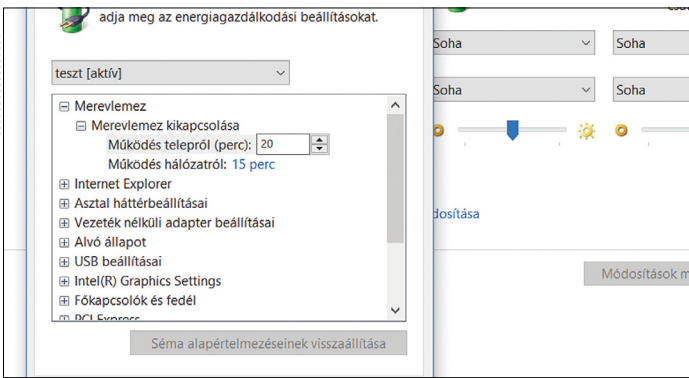 adja meg az energiagazdálkodási beállításokat.
teszt [aktív]
Merevlemez
Merevlemez kikapcsolása
Működés telepről (perc): 20
Működés hálózatról: 15 perc
Internet Explorer
Asztal háttérbeállításai
Vezeték nélküli adapter beállításai
Alvó állapot
USB beállításai
Intel(R) Graphics Settings
Főkapcsolók és fedél
PCI Express
Séma alapértelmezéseinek visszaállítása
Soha Soha
Soha Soha
dosítása
Módosítások m